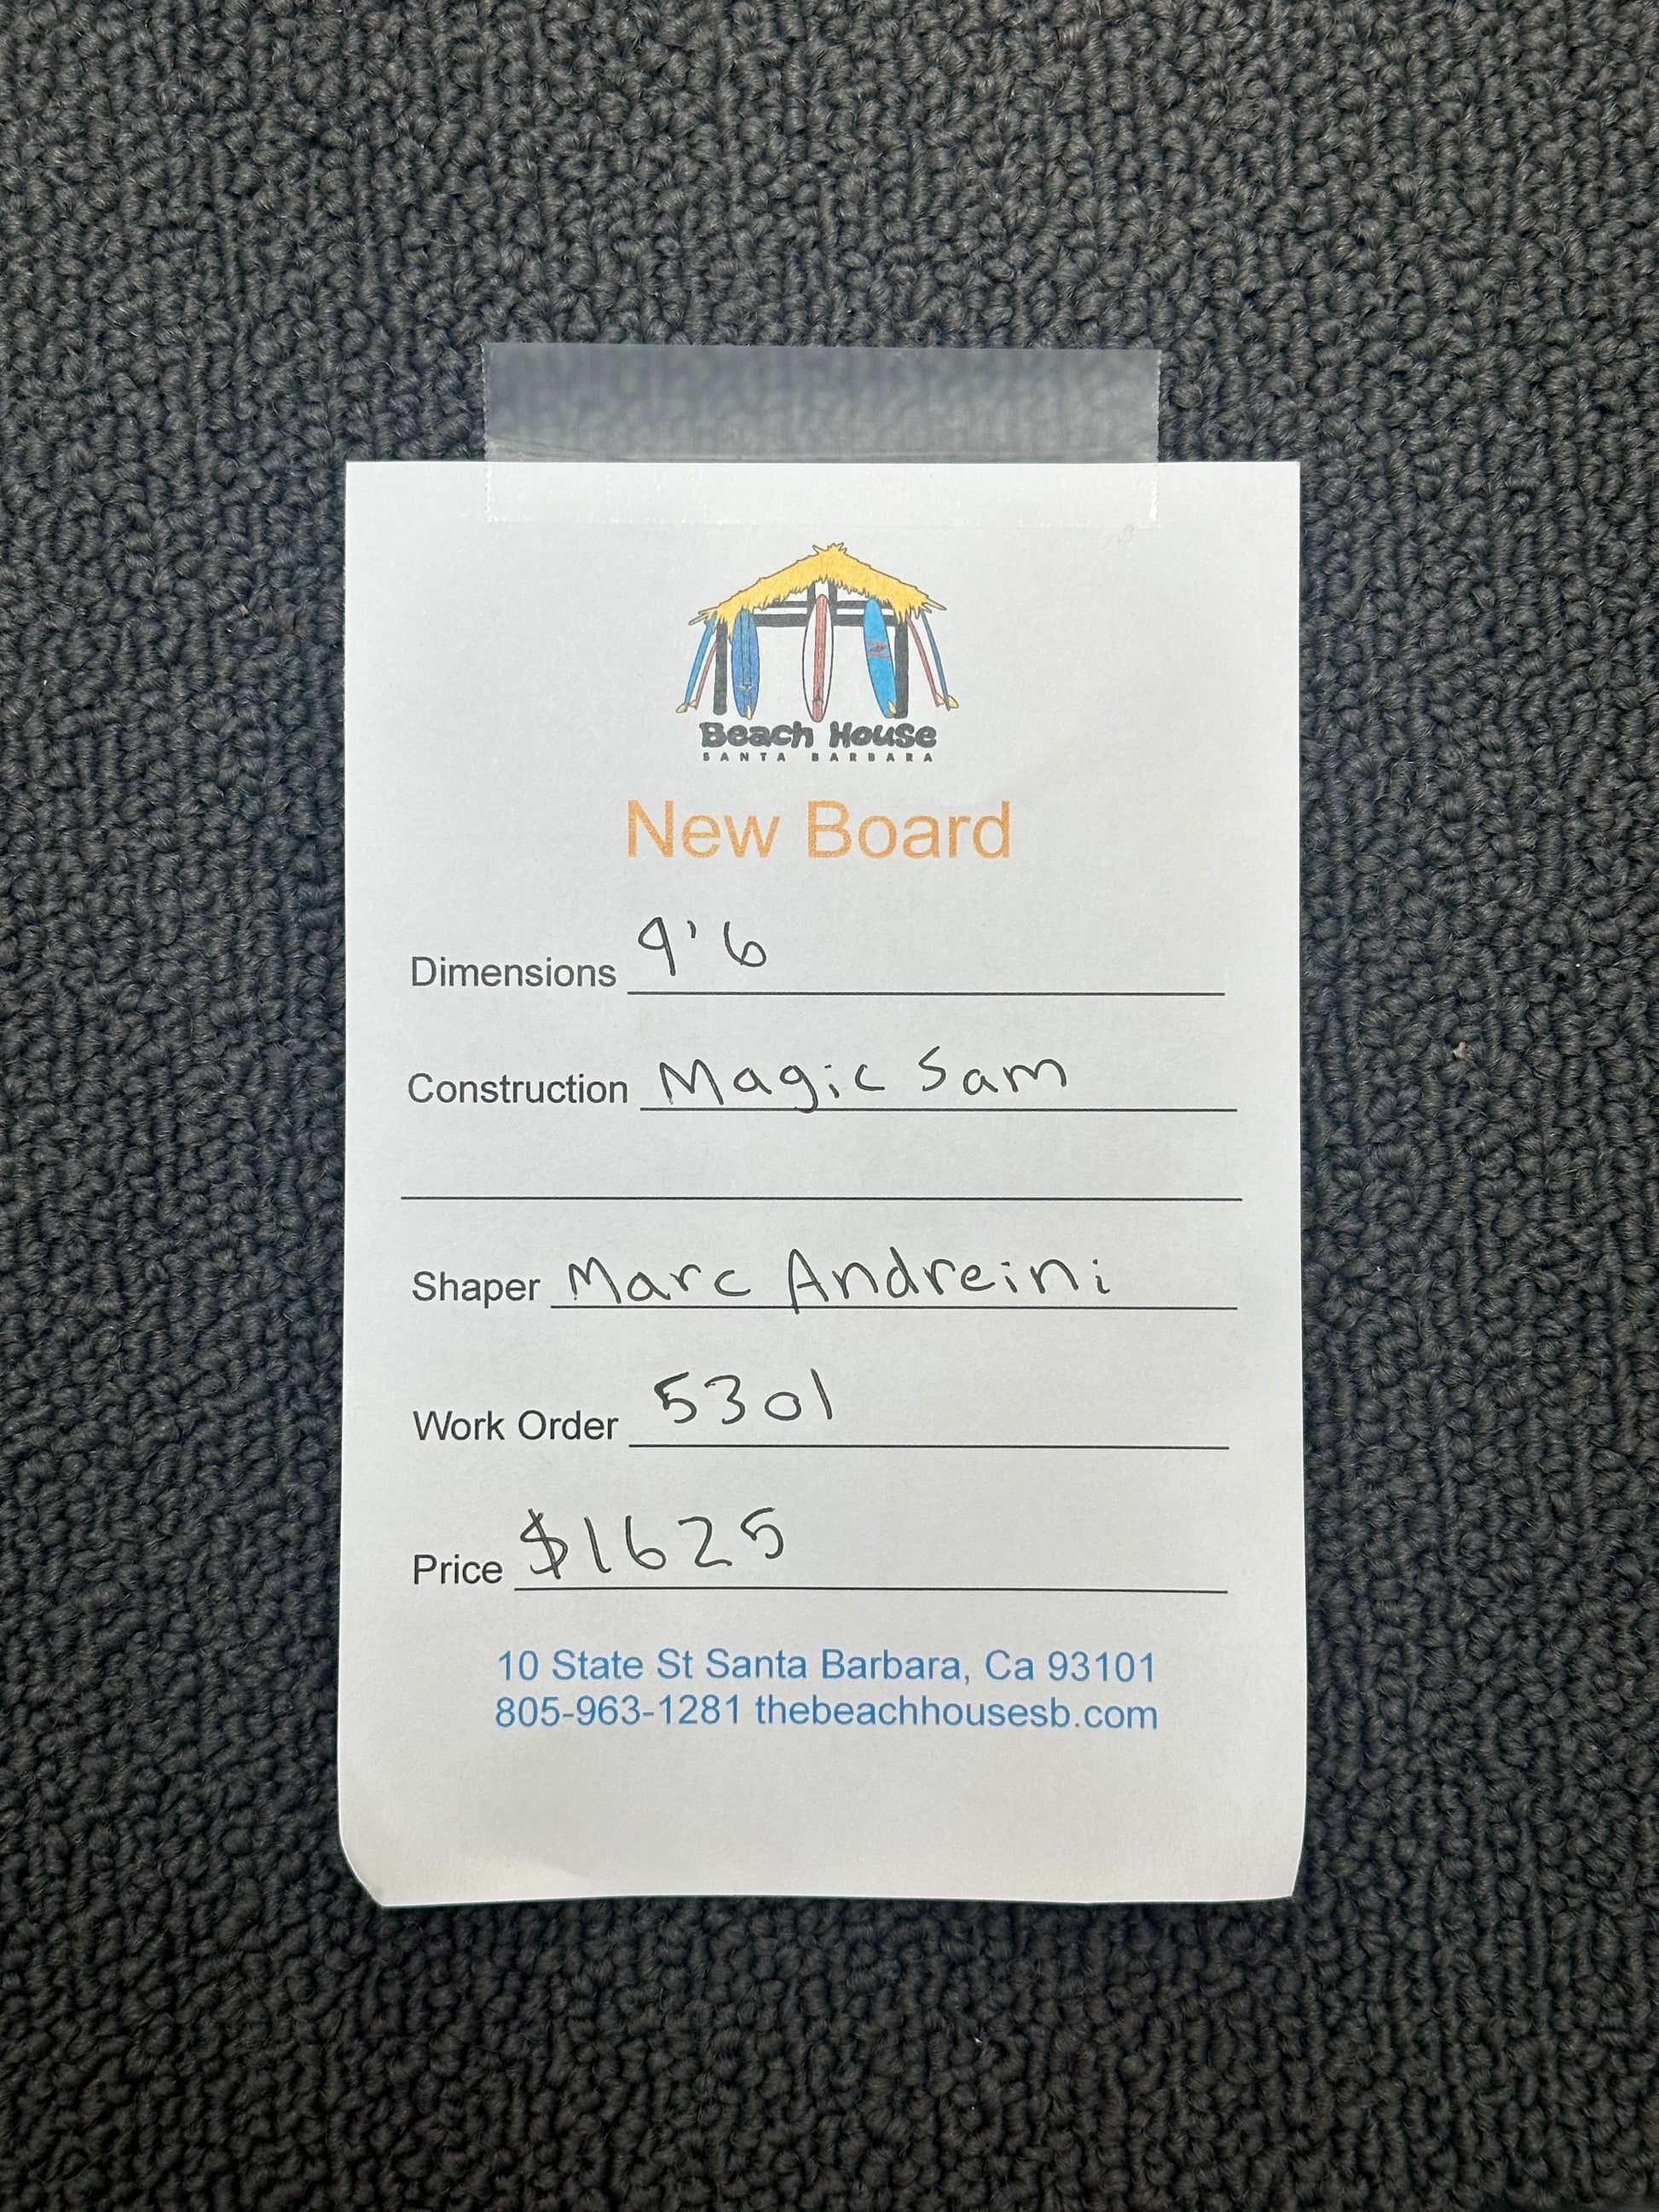 Beach House
SANTA BARBARA
New Board
Dimensions 9'6
Construction Magic Sam
Shaper Marc Andreini
Work Order 5301
Price $1625
10 State St Santa Barbara, Ca 93101
805-963-1281 thebeachhousesb.com